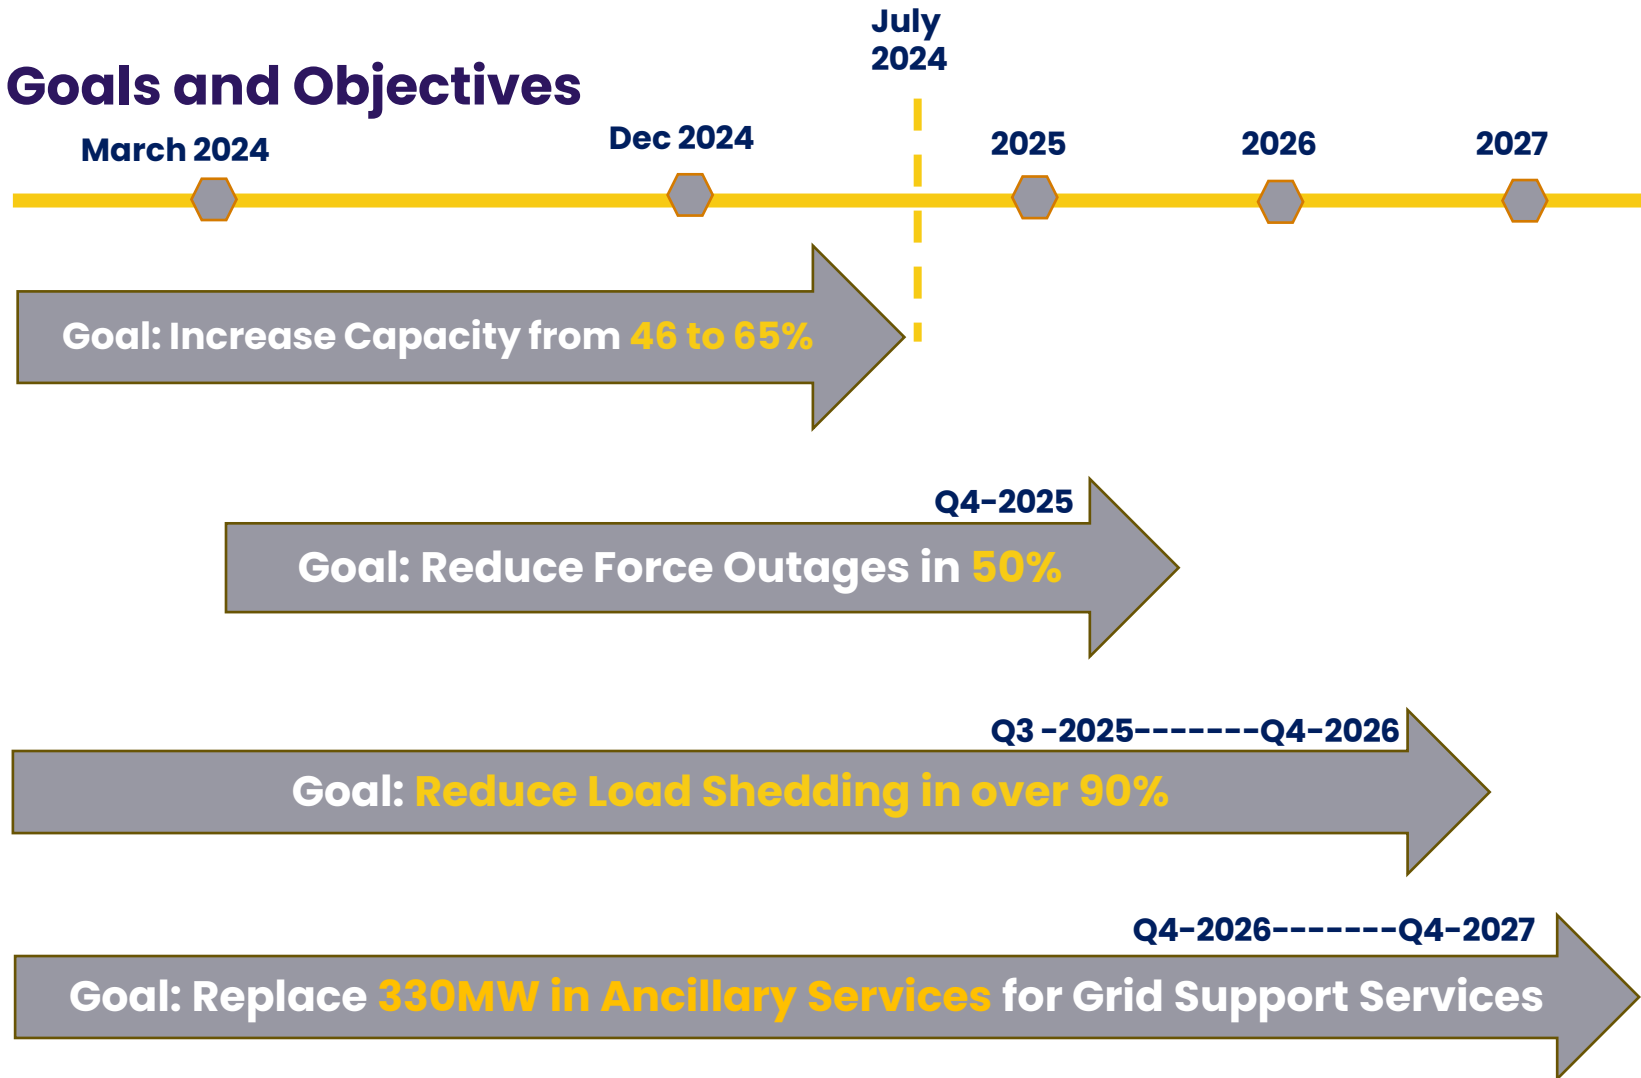 July
2024
Goals and Objectives
March 2024
Dec 2024
2025
2026
2027
Goal: Increase Capacity from 46 to 65%
Q4-2025
Goal: Reduce Force Outages in 50%
Q3 -2025-------Q4-2026
Goal: Reduce Load Shedding in over 90%
Q4-2026-------Q4-2027
Goal: Replace 330MW in Ancillary Services for Grid Support Services